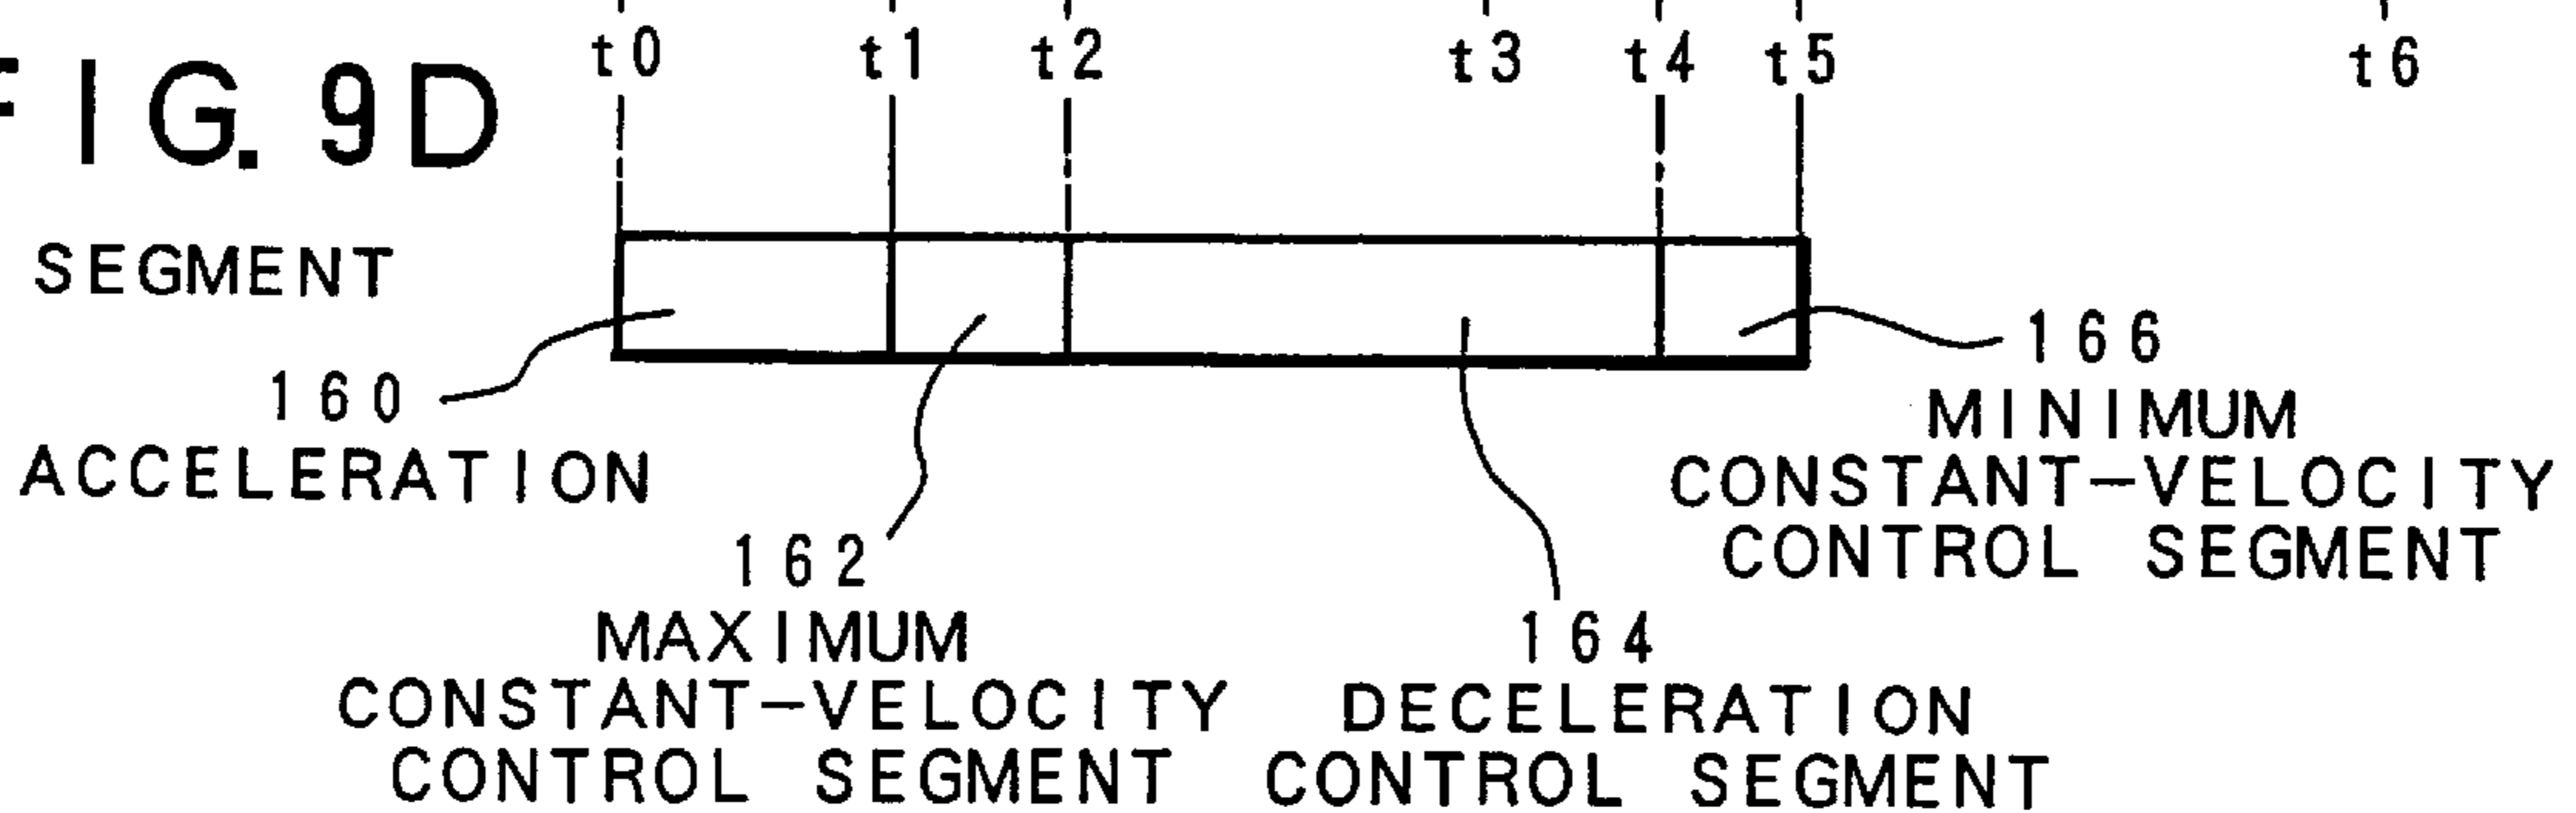 t0 t1 t2 t3 t4 t5 t6
FIG. 9D
SEGMENT
160
ACCELERATION
162
MAXIMUM
CONSTANT-VELOCITY
CONTROL SEGMENT
164
DECELERATION
CONTROL SEGMENT
166
MINIMUM
CONSTANT-VELOCITY
CONTROL SEGMENT